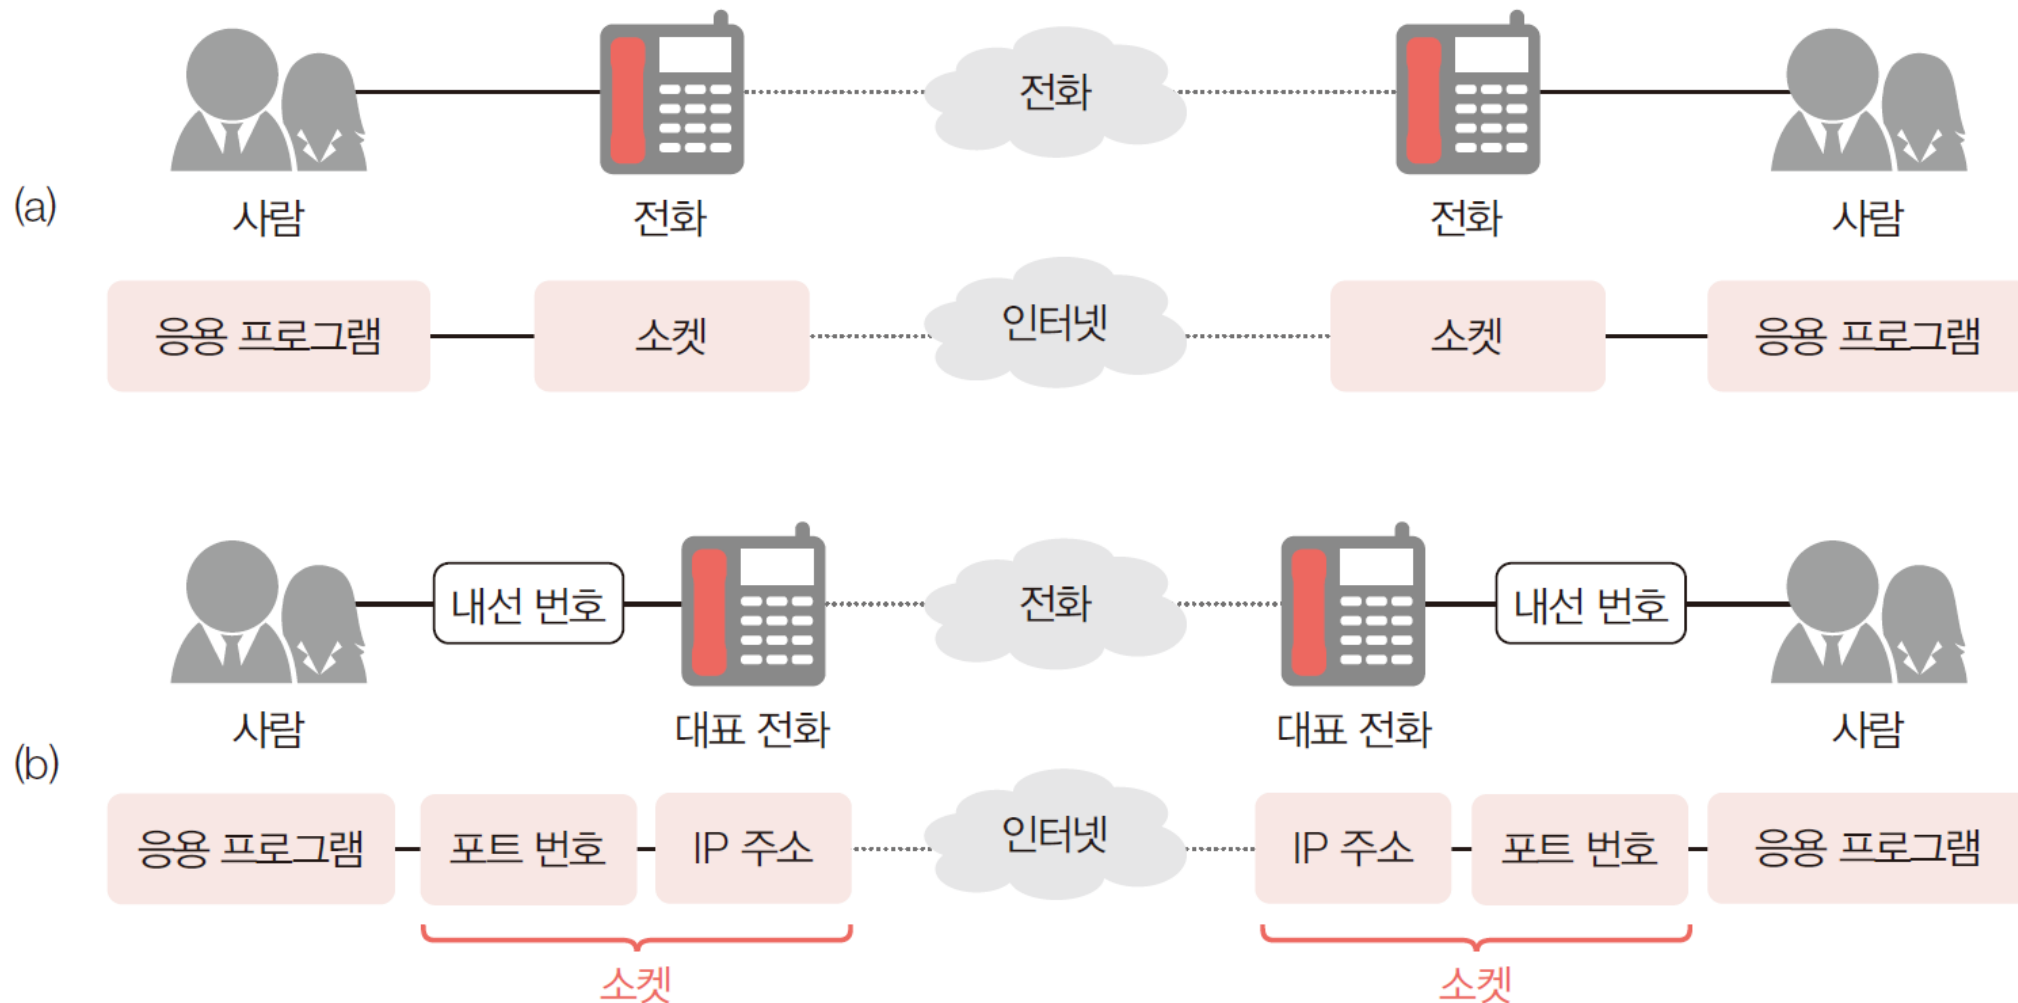 전화
사람 전화 전화 사람
(a)
응용 프로그램 소켓 인터넷 소켓 응용 프로그램
내선 번호 전화 내선 번호
사람 대표 전화 대표 전화 사람
(b)
응용 프로그램 포트 번호 IP 주소 인터넷 IP 주소 포트 번호 응용 프로그램
소켓 소켓